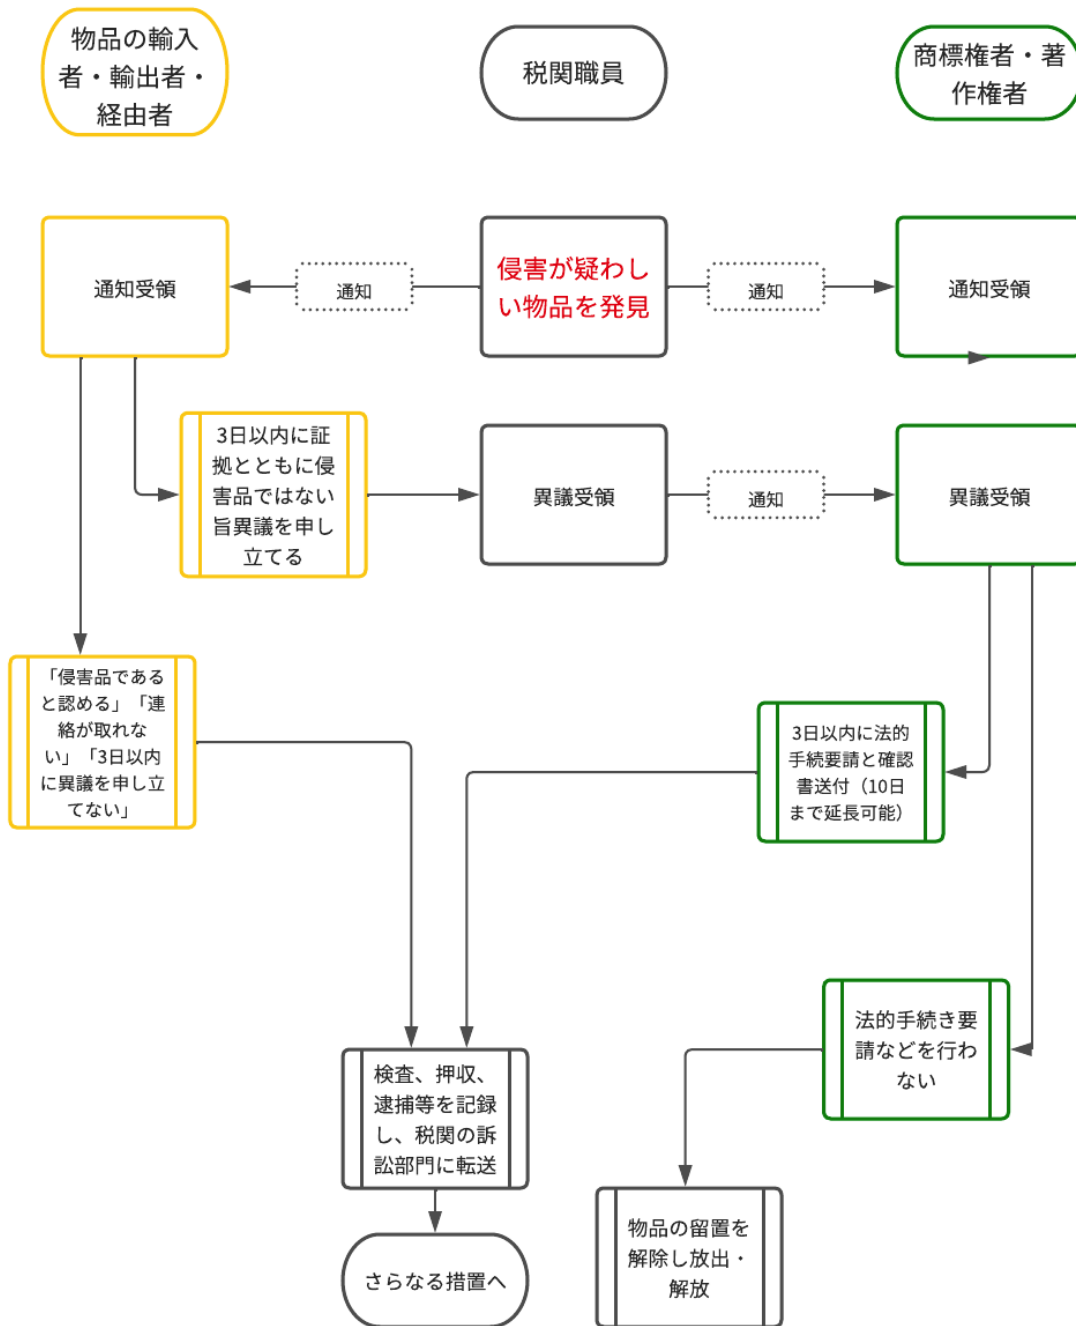 物品の輸入
者・輸出者・
経由者
税関職員
商標権者・著
作権者
通知受領
通知
侵害が疑わし
い物品を発見
通知
通知受領
3日以内に証
拠とともに侵
害品ではない
旨異議を申し
立てる
異議受領
通知
異議受領
「侵害品である
と認める」「連
絡が取れな
い」「3日以内
に異議を申し立
てない」
3日以内に法的
手続要請と確認
書送付（10日
まで延長可能）
法的手続き要
請などを行わ
ない
検査、押収、
逮捕等を記録
し、税関の訴
訟部門に転送
物品の留置を
解除し放出・
解放
さらなる措置へ